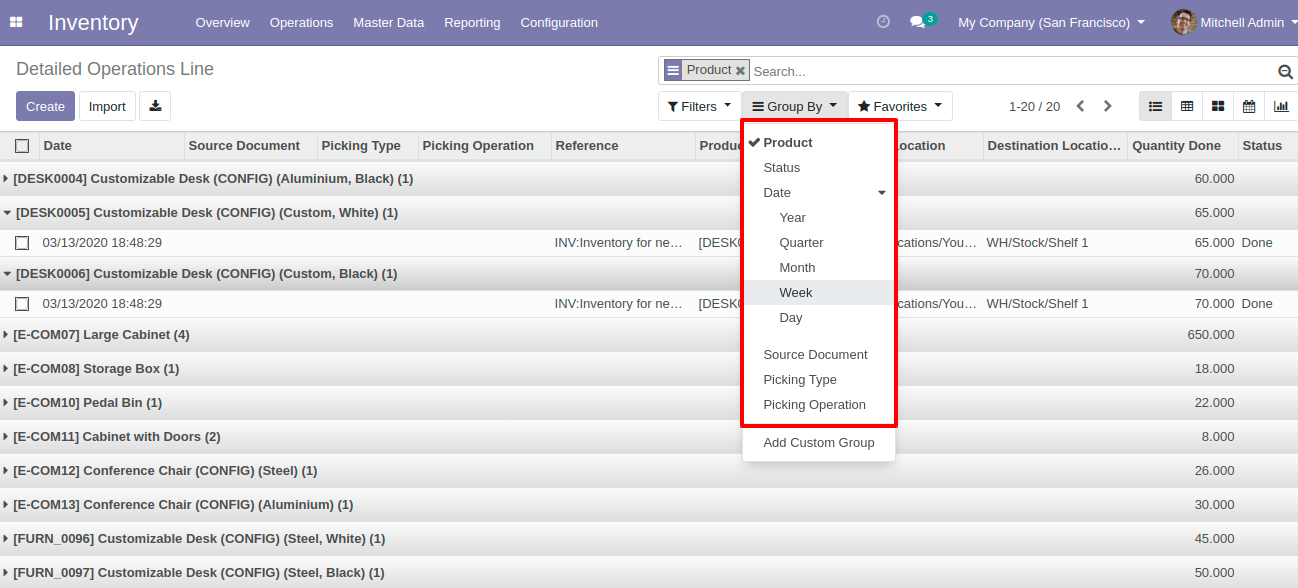 Inventory Overview Operations Master Data Reporting Configuration 3 My Company (San Francisco) Mitchell Admin
Detailed Operations Line
Product Search...
Create Import
Filters Group By Favorites 1-20 / 20
Date Source Document Picking Type Picking Operation Reference Produc ocation Destination Locatio... Quantity Done Status
[DESK0004] Customizable Desk (CONFIG) (Aluminium, Black) (1) 60.000
[DESK0005] Customizable Desk (CONFIG) (Custom, White) (1) 65.000
03/13/2020 18:48:29 INV:Inventory for ne... [DESK0 cations/You... WH/Stock/Shelf 1 65.000 Done
[DESK0006] Customizable Desk (CONFIG) (Custom, Black) (1) 70.000
03/13/2020 18:48:29 INV:Inventory for ne... [DESK0 cations/You... WH/Stock/Shelf 1 70.000 Done
[E-COM07] Large Cabinet (4) 650.000
[E-COM08] Storage Box (1) 18.000
[E-COM10] Pedal Bin (1) 22.000
[E-COM11] Cabinet with Doors (2) 8.000
[E-COM12] Conference Chair (CONFIG) (Steel) (1) 26.000
[E-COM13] Conference Chair (CONFIG) (Aluminium) (1) 30.000
[FURN_0096] Customizable Desk (CONFIG) (Steel, White) (1) 45.000
[FURN_0097] Customizable Desk (CONFIG) (Steel, Black) (1) 50.000
Product
Status
Date
Year
Quarter
Month
Week
Day
Source Document
Picking Type
Picking Operation
Add Custom Group